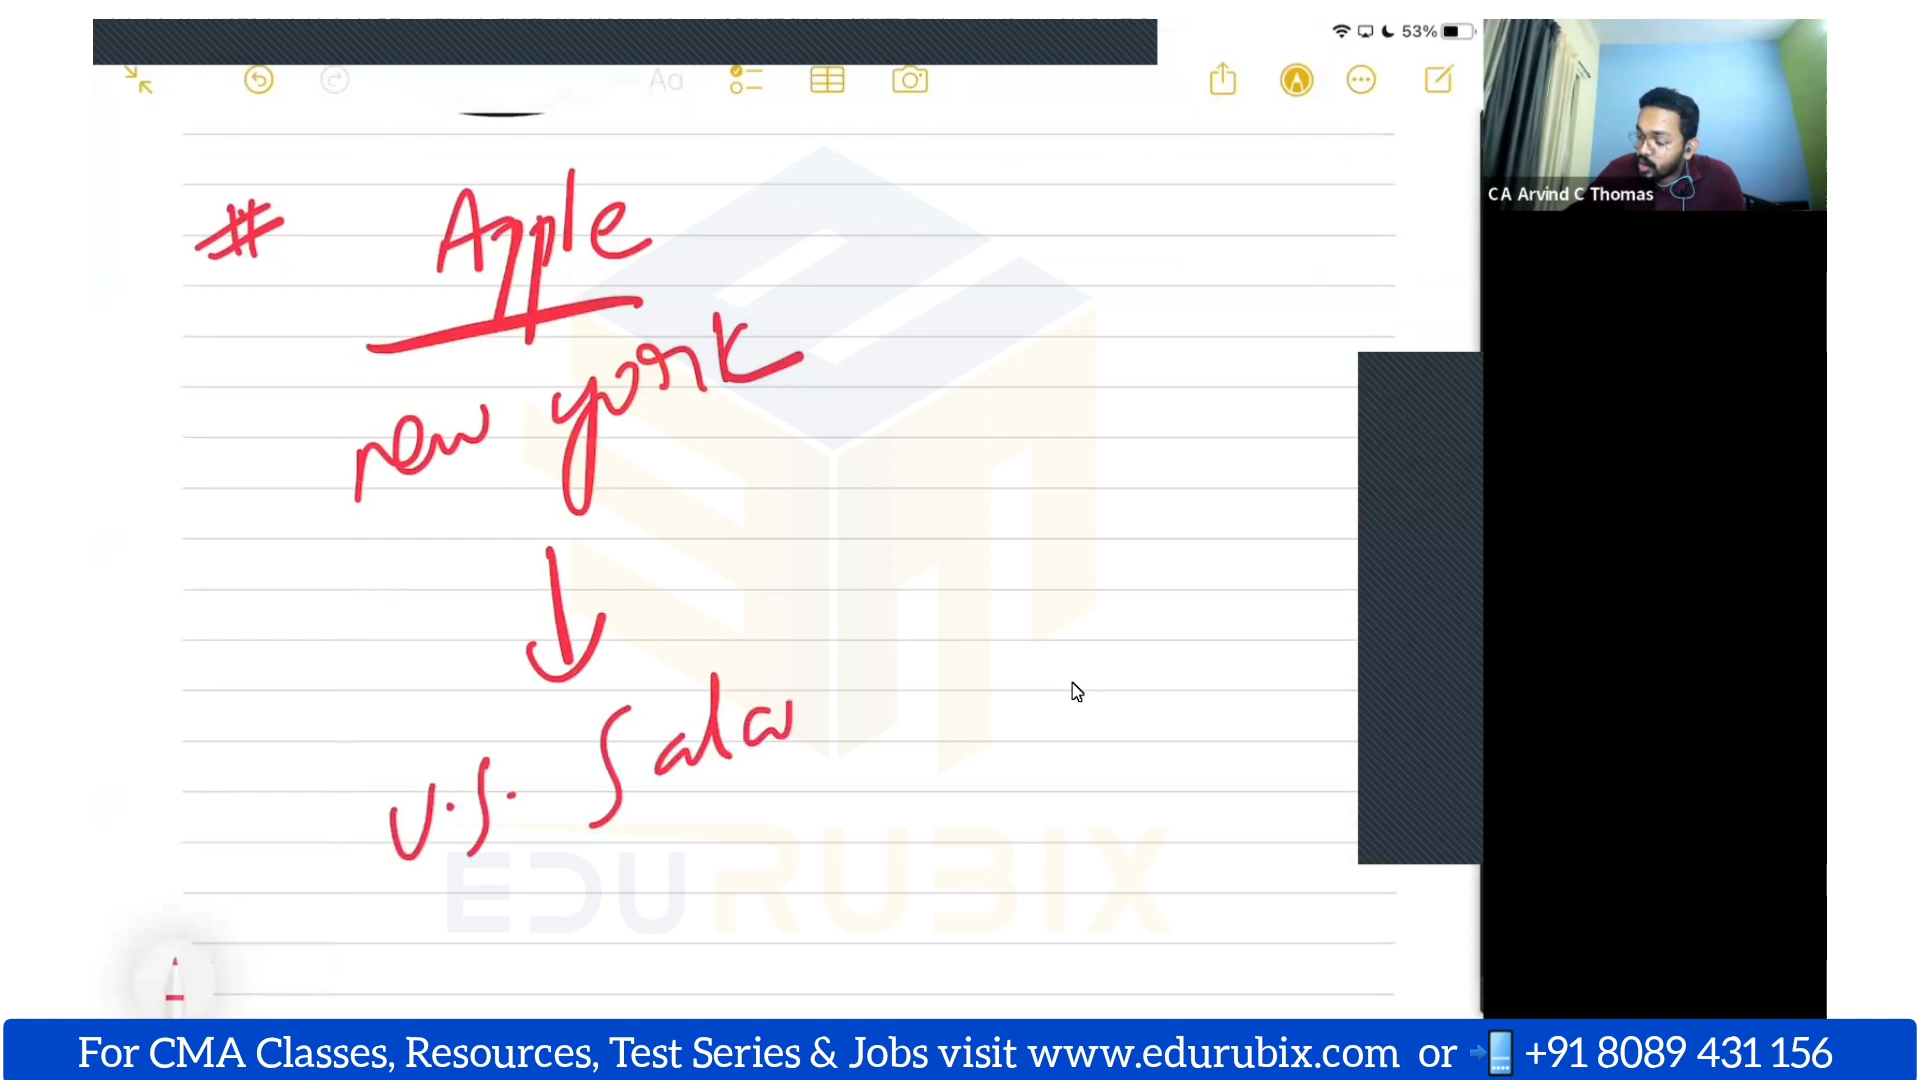 53%
Aa
CA Arvind C Thomas
# Apple
new york
U.S. Sala
EDURUBIX
For CMA Classes, Resources, Test Series & Jobs visit www.edurubix.com or +91 8089 431 156